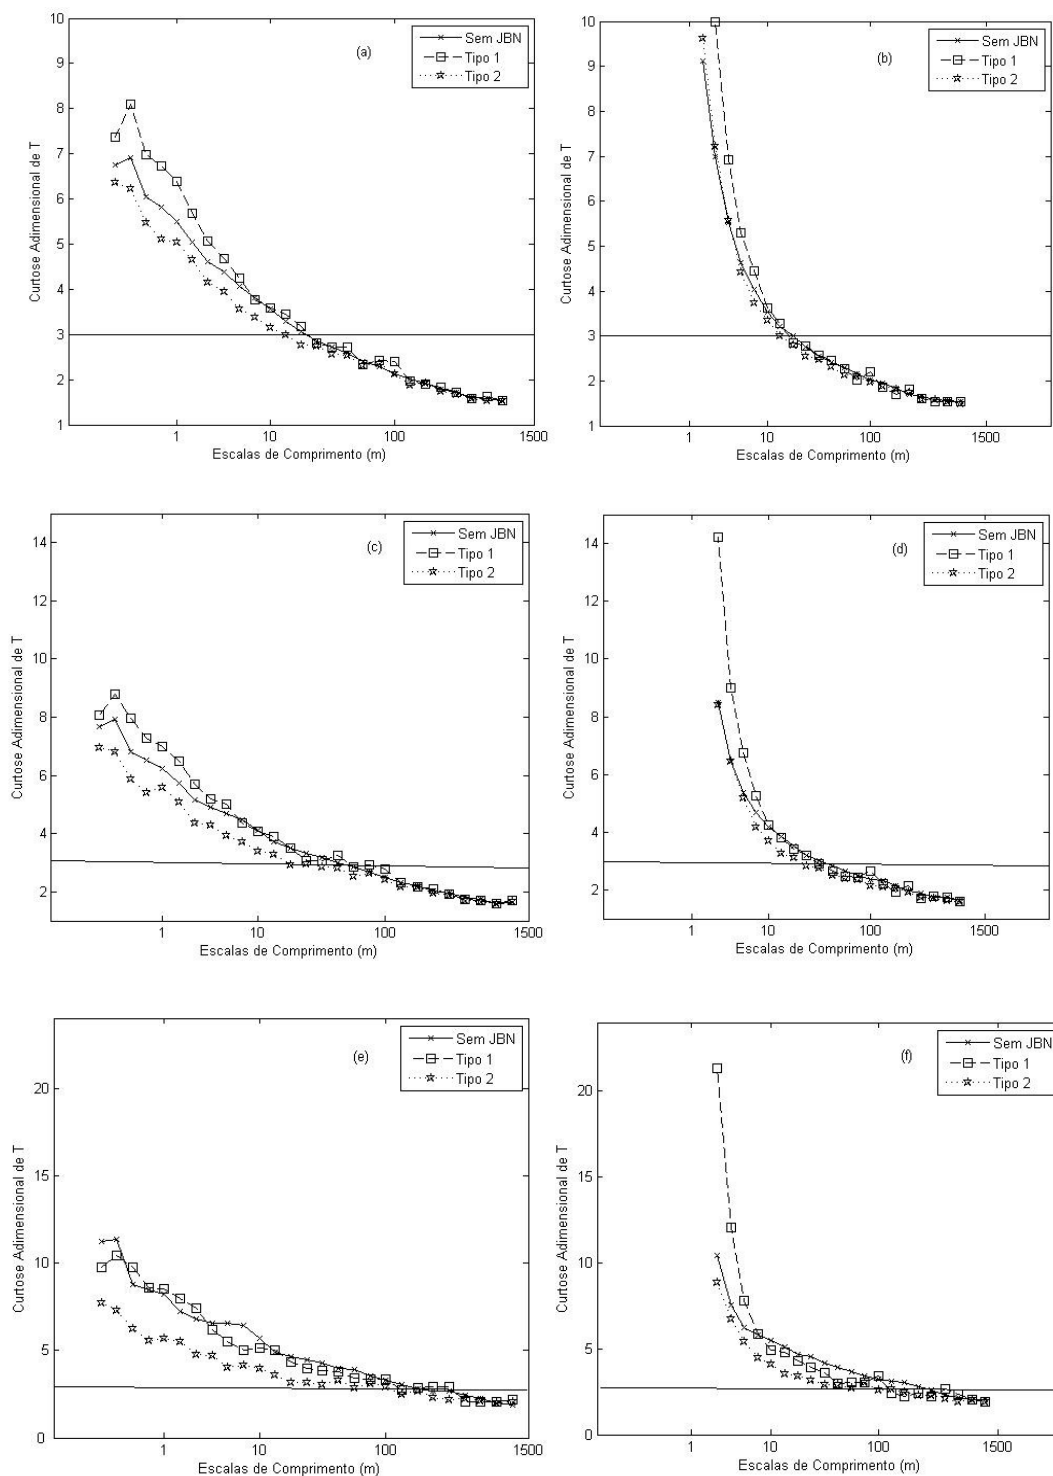 10
9
8
7
6
5
4
3
2
1
Curtose Adimensional de T
(a)
Sem JBN
Tipo 1
Tipo 2
1
10
100
1500
Escalas de Comprimento (m)
10
9
8
7
6
5
4
3
2
1
Curtose Adimensional de T
(b)
Sem JBN
Tipo 1
Tipo 2
1
10
100
1500
Escalas de Comprimento (m)
14
12
10
8
6
4
2
Curtose Adimensional de T
(c)
Sem JBN
Tipo 1
Tipo 2
1
10
100
1500
Escalas de Comprimento (m)
14
12
10
8
6
4
2
Curtose Adimensional de T
(d)
Sem JBN
Tipo 1
Tipo 2
1
10
100
1500
Escalas de Comprimento (m)
20
15
10
5
0
Curtose Adimensional de T
(e)
Sem JBN
Tipo 1
Tipo 2
1
10
100
1500
Escalas de Comprimento (m)
20
15
10
5
0
Curtose Adimensional de T
(f)
Sem JBN
Tipo 1
Tipo 2
1
10
100
1500
Escalas de Comprimento (m)